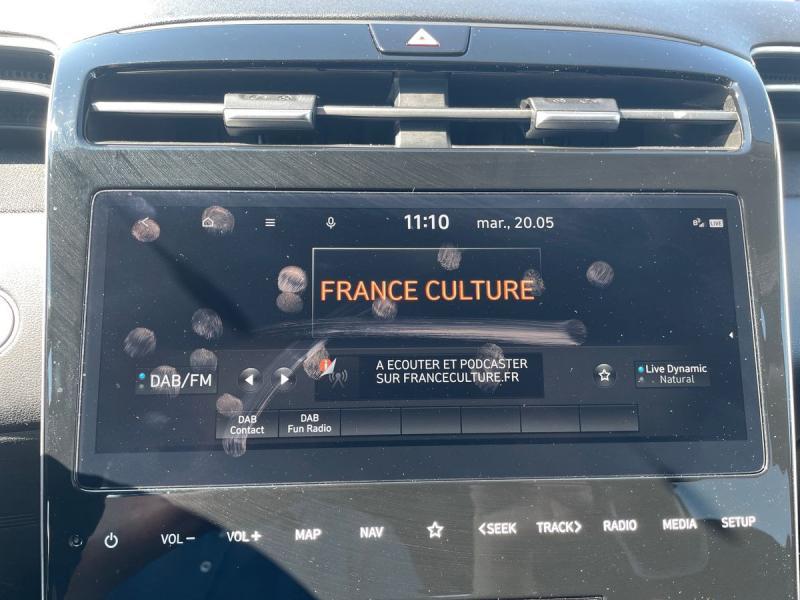 11:10 mar., 20.05
LIVE
FRANCE CULTURE
DAB/FM
A ECOUTER ET PODCASTER
SUR FRANCECULTURE.FR
Live Dynamic
Natural
DAB
Contact
DAB
Fun Radio
VOL− VOL+ MAP NAV <SEEK TRACK> RADIO MEDIA SETUP